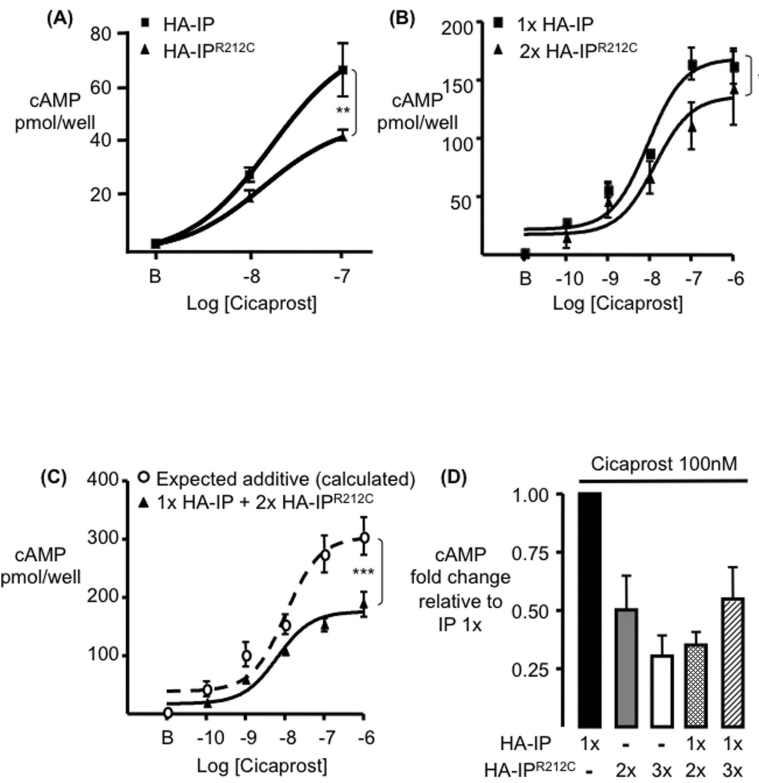 (A)
HA-IP
HA-IPR212C
80
60
40
20
cAMP
pmol/well
**
B -8 -7
Log [Cicaprost]
(B)
1x HA-IP
2x HA-IPR212C
200
150
100
50
cAMP
pmol/well
B -10 -9 -8 -7 -6
Log [Cicaprost]
(C)
Expected additive (calculated)
1x HA-IP + 2x HA-IPR212C
400
300
200
100
cAMP
pmol/well
***
B -10 -9 -8 -7 -6
Log [Cicaprost]
(D)
Cicaprost 100nM
1.00
0.75
0.50
0.25
cAMP
fold change
relative to
IP 1x
HA-IP 1x - - 1x 1x
HA-IPR212C - 2x 3x 2x 3x